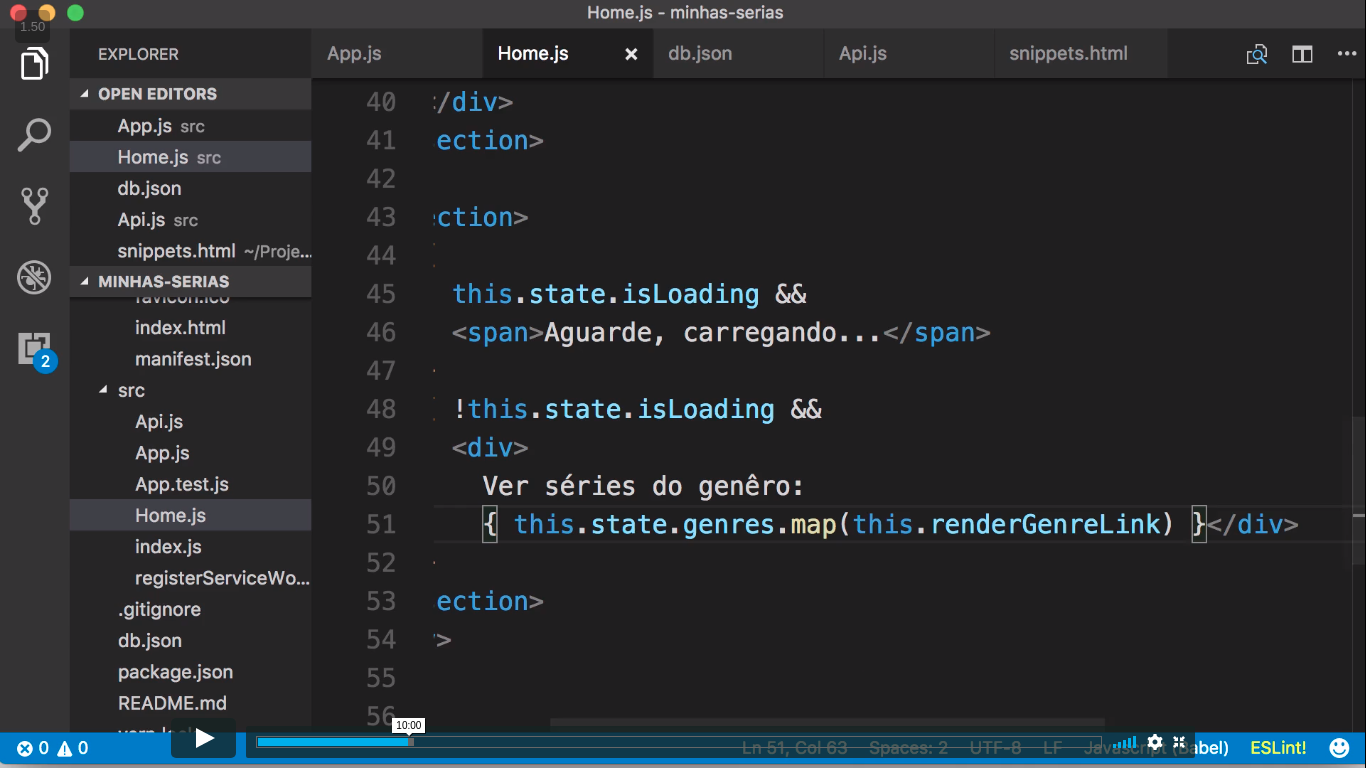 Home.js - minhas-serias
1.50
EXPLORER
App.js
Home.js
db.json
Api.js
snippets.html
OPEN EDITORS
App.js src
Home.js src
db.json
Api.js src
snippets.html ~/Proje...
MINHAS-SERIAS
favicon.ico
index.html
manifest.json
src
Api.js
App.js
App.test.js
Home.js
index.js
registerServiceWo...
.gitignore
db.json
package.json
README.md
2
40 /div>
41 ection>
42
43 ction>
44
45 this.state.isLoading &&
46 <span>Aguarde, carregando...</span>
47
48 !this.state.isLoading &&
49 <div>
50 Ver séries do genêro:
51 { this.state.genres.map(this.renderGenreLink) }</div>
52
53 ection>
54 >
55
56
10:00
0 0
Ln 51, Col 63 Spaces: 2 UTF-8 LF Javascript (Babel) ESLint!